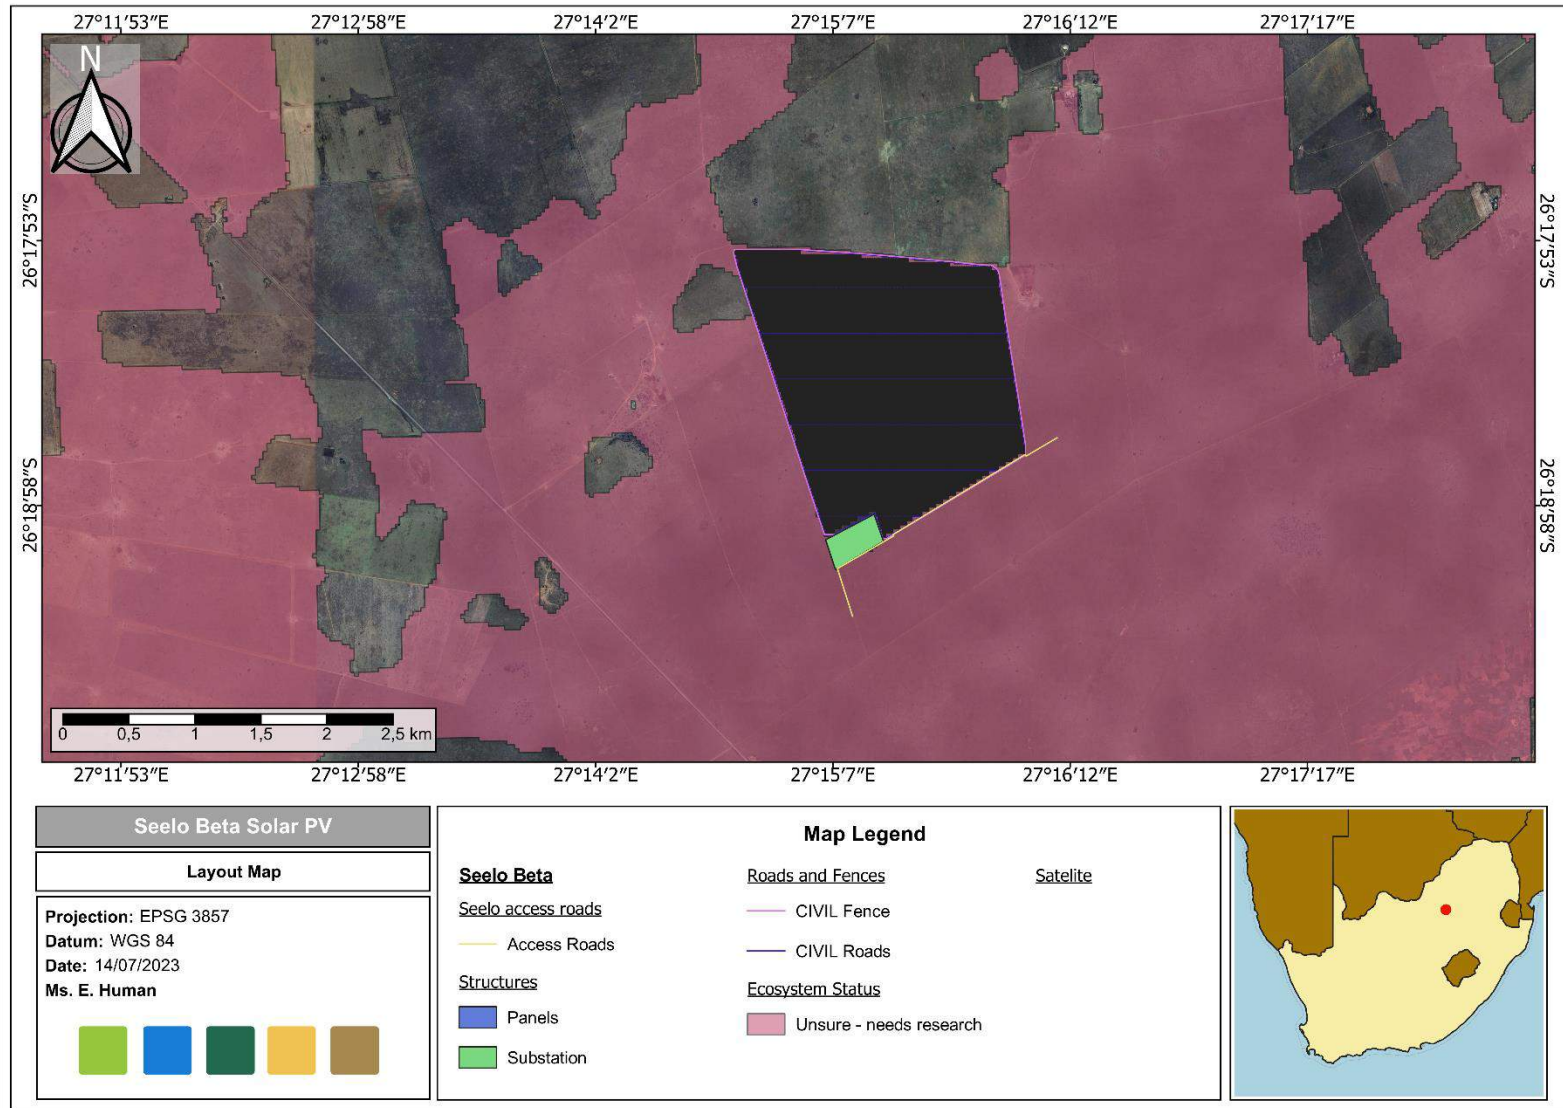 27°11'53"E 27°12'58"E 27°14'2"E 27°15'7"E 27°16'12"E 27°17'17"E
N
26°17'53"S 26°17'53"S
26°18'58"S 26°18'58"S
0 0,5 1 1,5 2 2,5 km
27°11'53"E 27°12'58"E 27°14'2"E 27°15'7"E 27°16'12"E 27°17'17"E
Seelo Beta Solar PV
Layout Map
Projection: EPSG 3857
Datum: WGS 84
Date: 14/07/2023
Ms. E. Human
Map Legend
Seelo Beta
Seelo access roads
Access Roads
Structures
Panels
Substation
Roads and Fences
CIVIL Fence
CIVIL Roads
Ecosystem Status
Unsure - needs research
Satelite